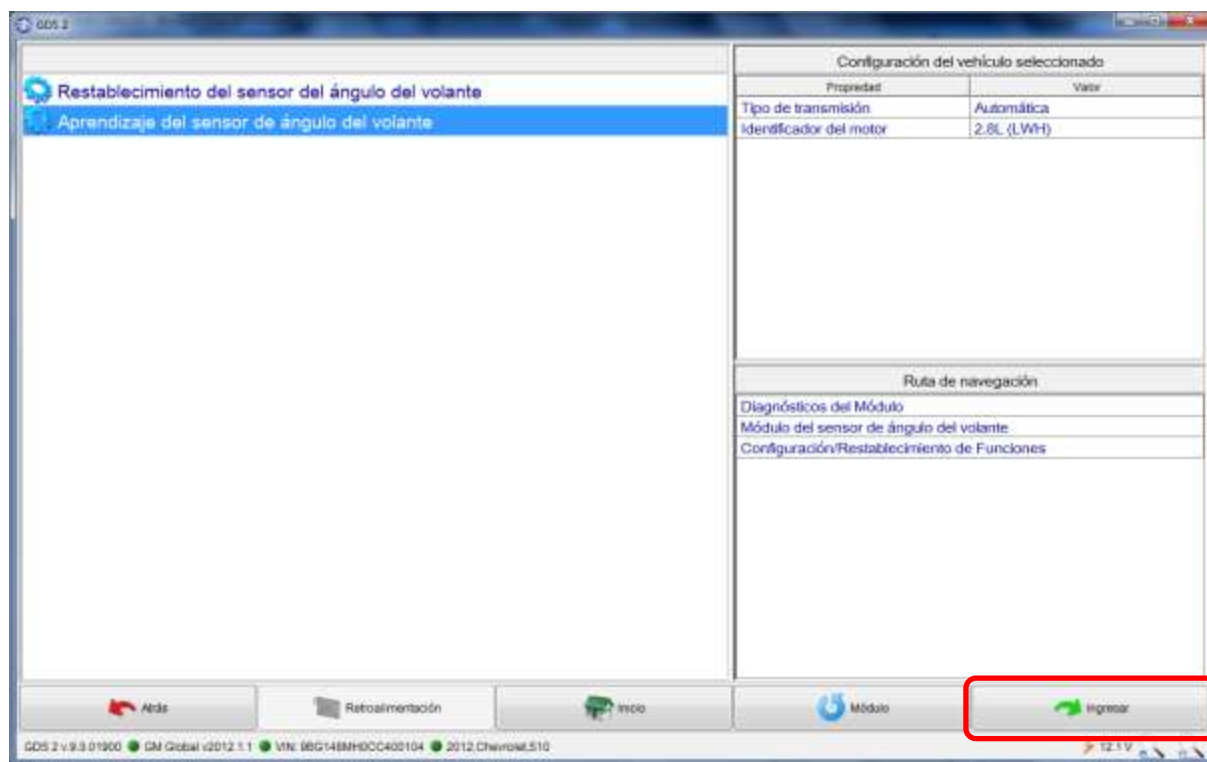 GDS 2
Configuración del vehículo seleccionado
Propiedad Valor
Tipo de transmisión Automática
Identificador del motor 2.8L (LWH)
Restablecimiento del sensor del ángulo del volante
Aprendizaje del sensor de ángulo del volante
Ruta de navegación
Diagnósticos del Módulo
Módulo del sensor de ángulo del volante
Configuración/Restablecimiento de Funciones
Atrás Retroalimentación Inicio Módulo Ingresar
GDS 2 v.9.3.01900 GM Global v2012.1.1 VIN: 2012,Chevrolet,S10 12.1 V